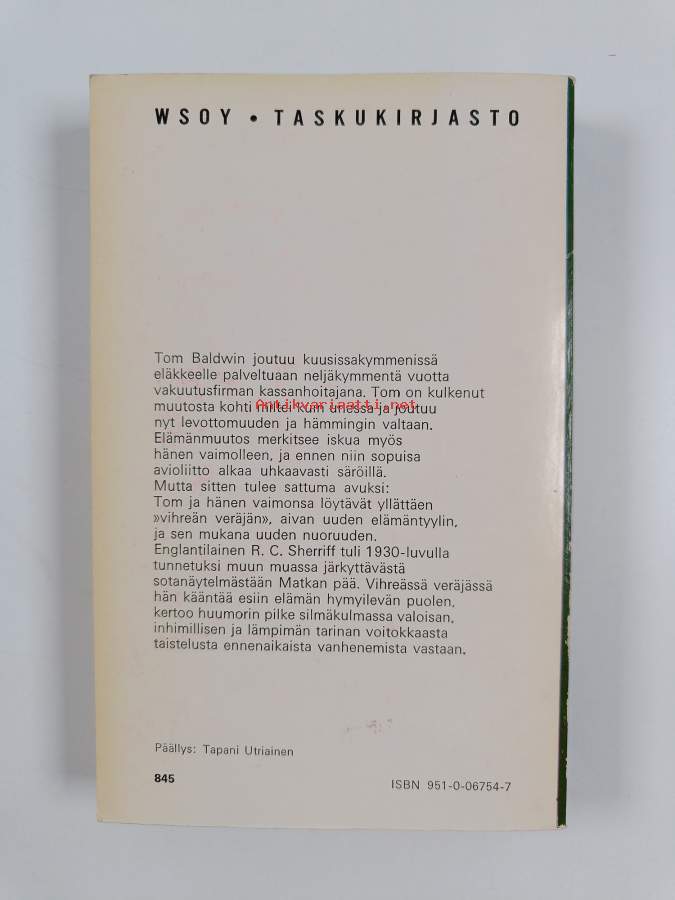 WSOY • TASKUKIRJASTO
Tom Baldwin joutuu kuusissakymmenissä
eläkkeelle palveltuaan neljäkymmentä vuotta
vakuutusfirman kassanhoitajana. Tom on kulkenut
Antikvariaatti.net
muutosta kohti miltei kuin unessa ja joutuu
nyt levottomuuden ja hämmingin valtaan.
Elämänmuutos merkitsee iskua myös
hänen vaimolleen, ja ennen niin sopuisa
avioliitto alkaa uhkaavasti säröillä.
Mutta sitten tulee sattuma avuksi:
Tom ja hänen vaimonsa löytävät yllättäen
»vihreän veräjän», aivan uuden elämäntyylin,
ja sen mukana uuden nuoruuden.
Englantilainen R. C. Sherriff tuli 1930-luvulla
tunnetuksi muun muassa järkyttävästä
sotanäytelmästään Matkan pää. Vihreässä veräjässä
hän kääntää esiin elämän hymyilevän puolen,
kertoo huumorin pilke silmäkulmassa valoisan,
inhimillisen ja lämpimän tarinan voitokkaasta
taistelusta ennenaikaista vanhenemista vastaan.
Päällys: Tapani Utriainen
845
ISBN 951-0-06754-7